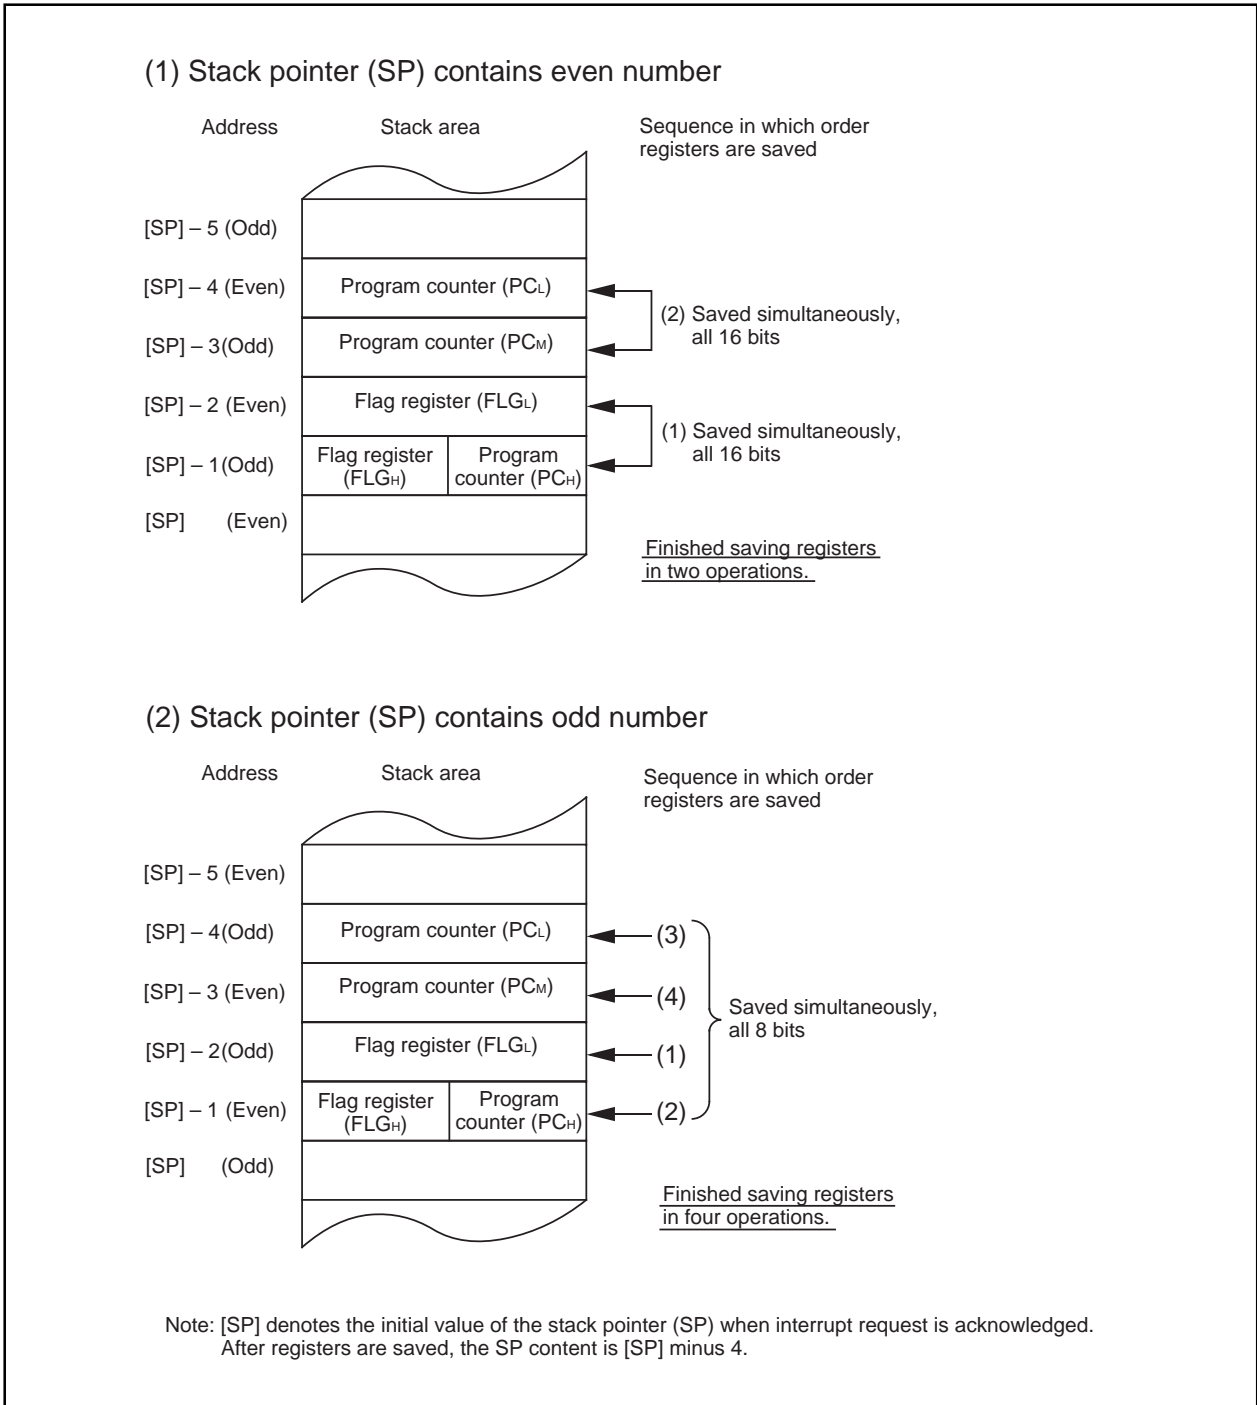 (1) Stack pointer (SP) contains even number
Address Stack area Sequence in which order
registers are saved
[SP] – 5 (Odd)
[SP] – 4 (Even) Program counter (PCL)
(2) Saved simultaneously,
all 16 bits
[SP] – 3(Odd) Program counter (PCM)
[SP] – 2 (Even) Flag register (FLGL)
(1) Saved simultaneously,
all 16 bits
[SP] – 1(Odd) Flag register Program
(FLGH) counter (PCH)
[SP] (Even)
Finished saving registers
in two operations.
(2) Stack pointer (SP) contains odd number
Address Stack area Sequence in which order
registers are saved
[SP] – 5 (Even)
[SP] – 4(Odd) Program counter (PCL) (3)
[SP] – 3 (Even) Program counter (PCM) (4)
Saved simultaneously,
all 8 bits
[SP] – 2(Odd) Flag register (FLGL) (1)
[SP] – 1 (Even) Flag register Program (2)
(FLGH) counter (PCH)
[SP] (Odd)
Finished saving registers
in four operations.
Note: [SP] denotes the initial value of the stack pointer (SP) when interrupt request is acknowledged.
After registers are saved, the SP content is [SP] minus 4.